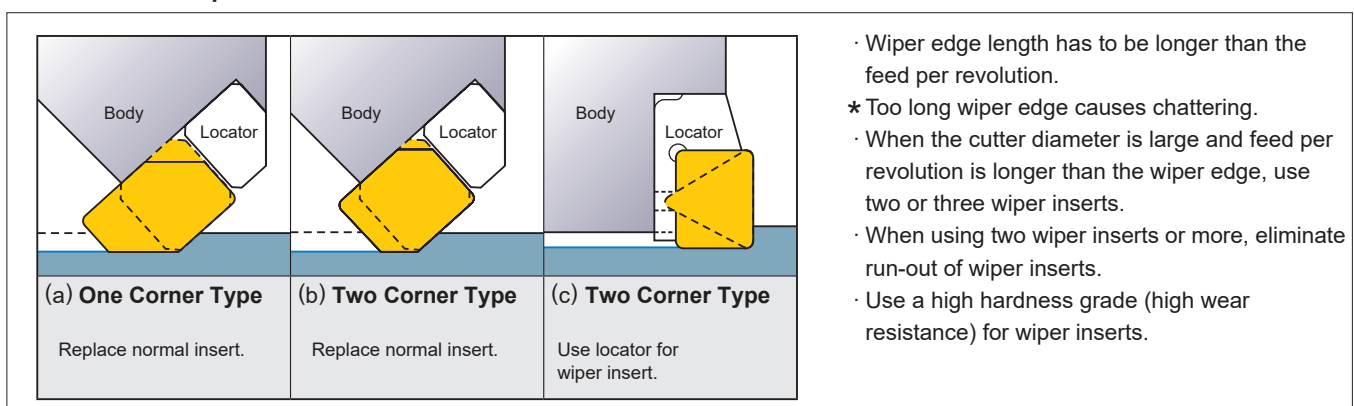 Body
Locator
Body
Locator
Body
Locator
(a) One Corner Type
Replace normal insert.
(b) Two Corner Type
Replace normal insert.
(c) Two Corner Type
Use locator for
wiper insert.
· Wiper edge length has to be longer than the
feed per revolution.
* Too long wiper edge causes chattering.
· When the cutter diameter is large and feed per
revolution is longer than the wiper edge, use
two or three wiper inserts.
· When using two wiper inserts or more, eliminate
run-out of wiper inserts.
· Use a high hardness grade (high wear
resistance) for wiper inserts.